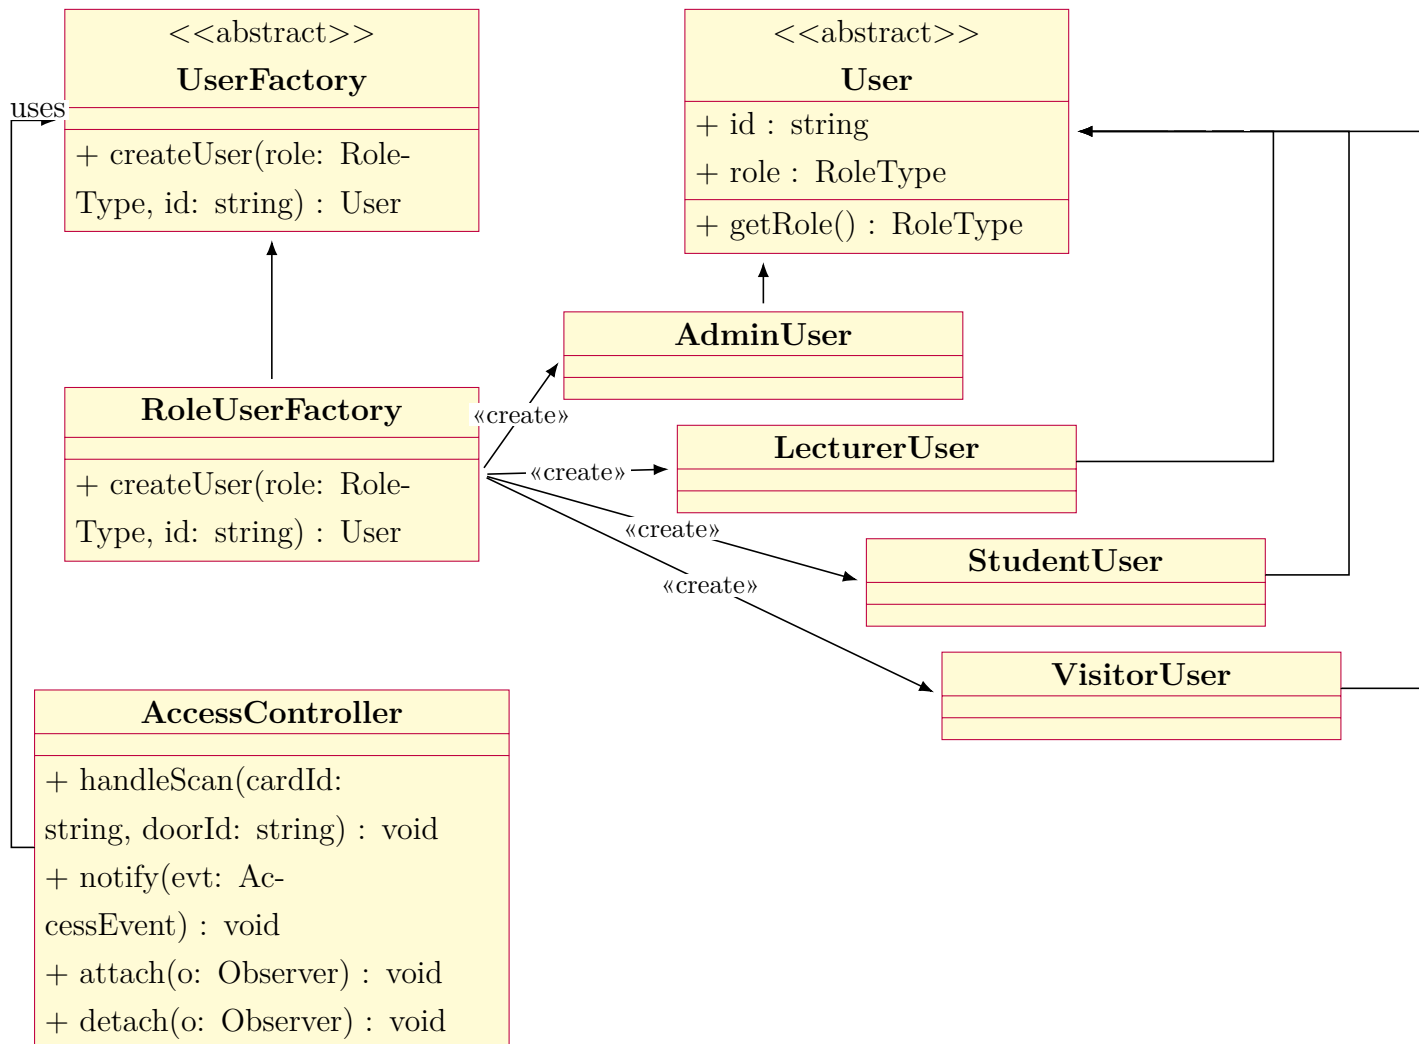 <<abstract>>
UserFactory
+ createUser(role: Role-
Type, id: string) : User
<<abstract>>
User
+ id : string
+ role : RoleType
+ getRole() : RoleType
uses
AdminUser
RoleUserFactory
+ createUser(role: Role-
Type, id: string) : User
«create»
«create»
«create»
«create»
LecturerUser
StudentUser
VisitorUser
AccessController
+ handleScan(cardId:
string, doorId: string) : void
+ notify(evt: Ac-
cessEvent) : void
+ attach(o: Observer) : void
+ detach(o: Observer) : void